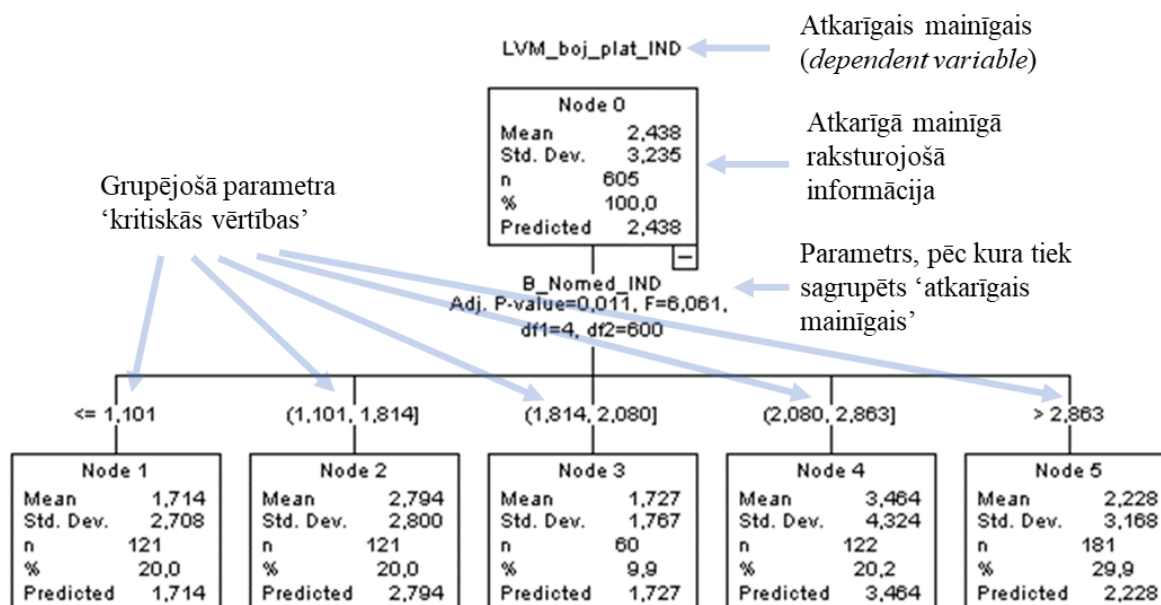 LVM_boj_plat_IND
Atkarīgais mainīgais
(dependent variable)
Node 0
Mean 2,438
Std. Dev. 3,235
n 605
% 100,0
Predicted 2,438
Atkarīgā mainīgā
raksturojošā
informācija
Grupējošā parametra
‘kritiskās vērtības’
B_Nomed_IND
Adj. P-value=0,011, F=6,061,
df1=4, df2=600
Parametrs, pēc kura tiek
sagrupēts ‘atkarīgais
mainīgais’
<= 1,101
(1,101, 1,814]
(1,814, 2,080]
(2,080, 2,863]
> 2,863
Node 1
Mean 1,714
Std. Dev. 2,708
n 121
% 20,0
Predicted 1,714
Node 2
Mean 2,794
Std. Dev. 2,800
n 121
% 20,0
Predicted 2,794
Node 3
Mean 1,727
Std. Dev. 1,767
n 60
% 9,9
Predicted 1,727
Node 4
Mean 3,464
Std. Dev. 4,324
n 122
% 20,2
Predicted 3,464
Node 5
Mean 2,228
Std. Dev. 3,168
n 181
% 29,9
Predicted 2,228